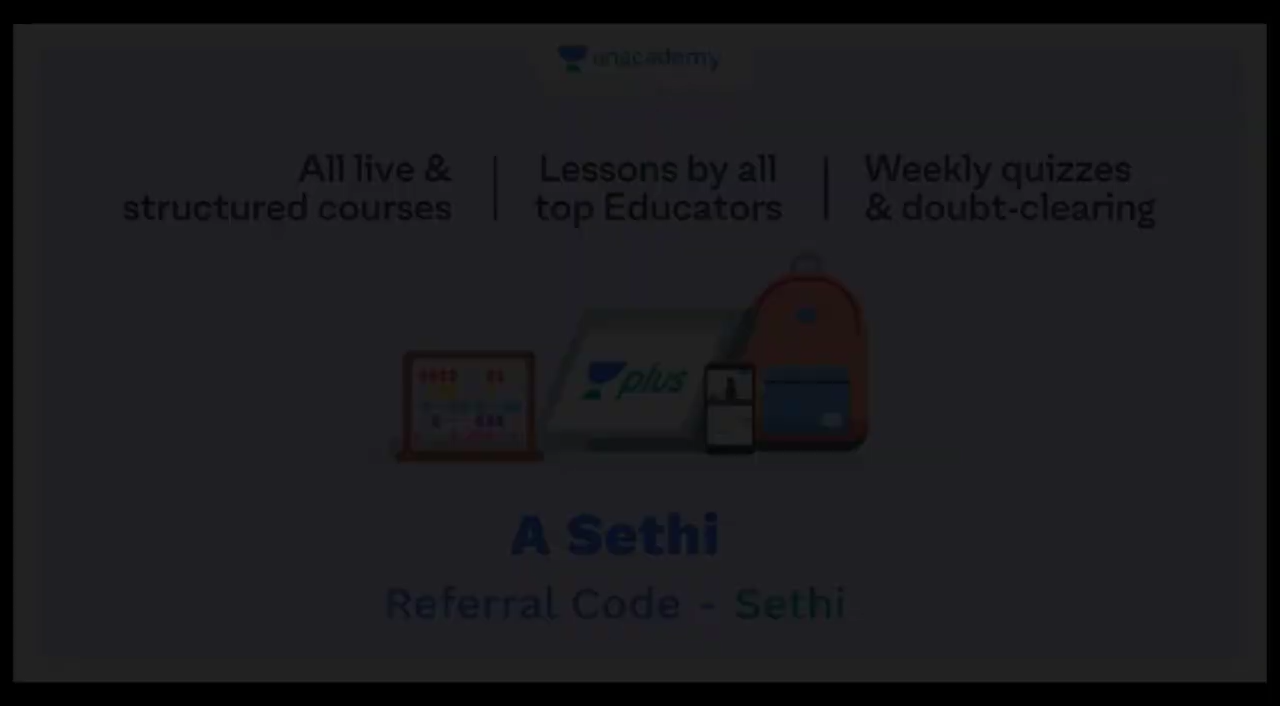 unacademy
All live &
structured courses
Lessons by all
top Educators
Weekly quizzes
& doubt-clearing
plus
A Sethi
Referral Code - Sethi